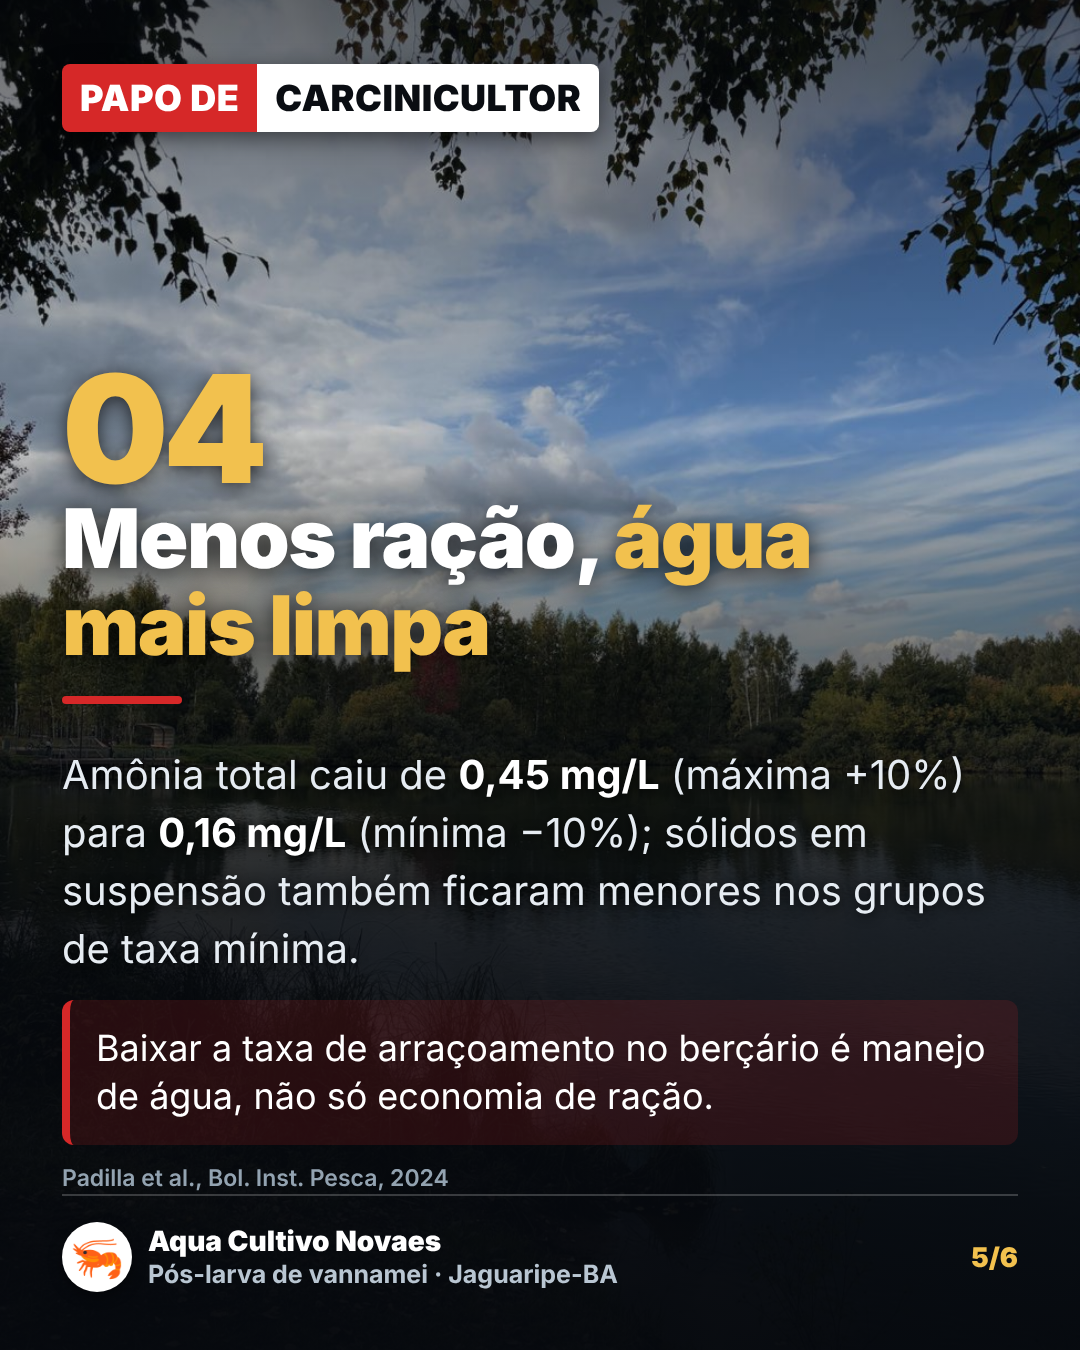 PAPO DE CARCINICULTOR
04
Menos ração, água
mais limpa
Amônia total caiu de 0,45 mg/L (máxima +10%)
para 0,16 mg/L (mínima −10%); sólidos em
suspensão também ficaram menores nos grupos
de taxa mínima.
Baixar a taxa de arraçoamento no berçário é manejo
de água, não só economia de ração.
Padilla et al., Bol. Inst. Pesca, 2024
Aqua Cultivo Novaes
Pós-larva de vannamei · Jaguaripe-BA
5/6